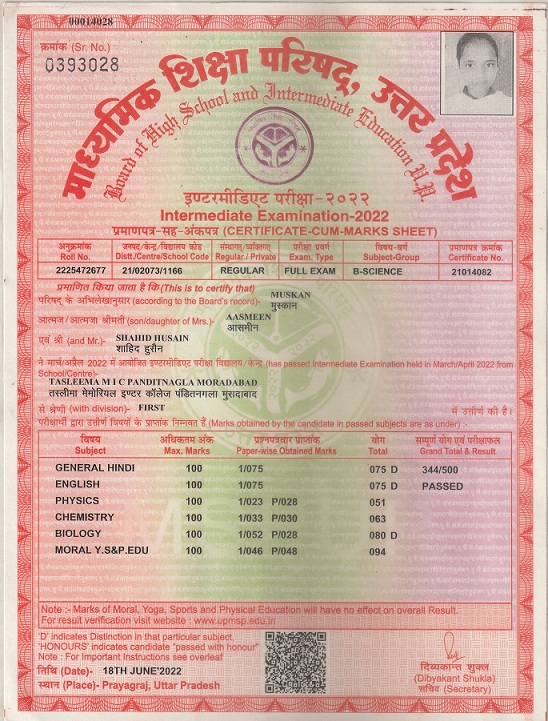 00014028
क्रमांक (Sr. No.)
0393028
माध्यमिक शिक्षा परिषद्, उत्तर प्रदेश
Board of High School and Intermediate Education U.P.
इण्टरमीडिएट परीक्षा-२०२२
Intermediate Examination-2022
प्रमाणपत्र-सह-अंकपत्र (CERTIFICATE-CUM-MARKS SHEET)
अनुक्रमांक जनपद/केन्द्र/विद्यालय कोड संस्थागत/व्यक्तिगत परीक्षा प्रवर्ग विषय-वर्ग प्रमाणपत्र क्रमांक
Roll No. Distt./Centre/School Code Regular / Private Exam. Type Subject-Group Certificate No.
2225472677 21/02073/1166 REGULAR FULL EXAM B-SCIENCE 21014082
प्रमाणित किया जाता है कि(This is to certify that)
परिषद् के अभिलेखानुसार (according to the Board's record)- MUSKAN
मुस्कान
आत्मज / आत्मजा श्रीमती (son/daughter of Mrs.) AASMEEN
आसमीन
एवं श्री (and Mr.)- SHAHID HUSAIN
शाहिद हुसैन
ने मार्च/अप्रैल 2022 में आयोजित इण्टरमीडिएट परीक्षा विद्यालय/केन्द्र (has passed Intermediate Examination held in March/April 2022 from
School/Centre)-
TASLEEMA M I C PANDITNAGLA MORADABAD
तस्लीमा मेमोरियल इण्टर कॉलेज पंडितनगला मुरादाबाद
से श्रेणी (with division)- FIRST में उत्तीर्ण की है।
परीक्षार्थी द्वारा उत्तीर्ण विषयों के प्राप्तांक निम्नवत हैं (Marks obtained by the candidate in passed subjects are as under) :-
विषय अधिकतम अंक प्रश्नपत्रवार प्राप्तांक योग सम्पूर्ण योग एवं परीक्षाफल
Subject Max. Marks Paper-wise Obtained Marks Total Grand Total & Result
GENERAL HINDI 100 1/075 075 D 344/500
ENGLISH 100 1/075 075 D PASSED
PHYSICS 100 1/023 P/028 051
CHEMISTRY 100 1/033 P/030 063
BIOLOGY 100 1/052 P/028 080 D
MORAL Y.S&P.EDU 100 1/046 P/048 094
Note :- Marks of Moral, Yoga, Sports and Physical Education will have no effect on overall Result.
For result verification visit website : www.upmsp.edu.in
'D' indicates Distinction in that particular subject,
'HONOURS' indicates candidate "passed with honour"
Note : For Important Instructions see overleaf
तिथि (Date)- 18TH JUNE'2022
स्थान (Place)- Prayagraj, Uttar Pradesh
दिब्यकान्त शुक्ल
(Dibyakant Shukla)
सचिव (Secretary)